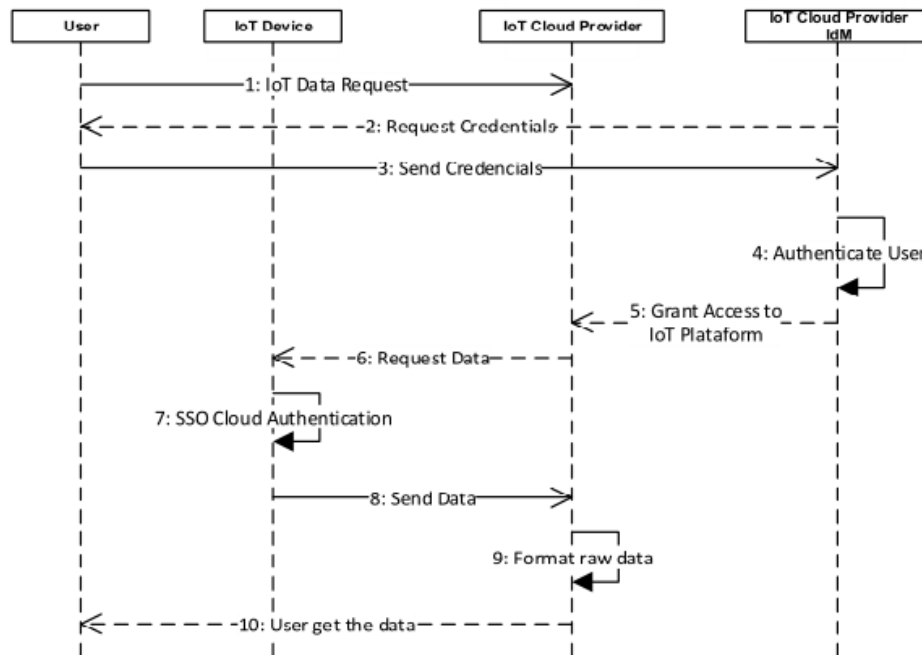 User
IoT Device
IoT Cloud Provider
IoT Cloud Provider
IdM
1: IoT Data Request
2: Request Credentials
3: Send Credencials
4: Authenticate User
5: Grant Access to
IoT Plataform
6: Request Data
7: SSO Cloud Authentication
8: Send Data
9: Format raw data
10: User get the data